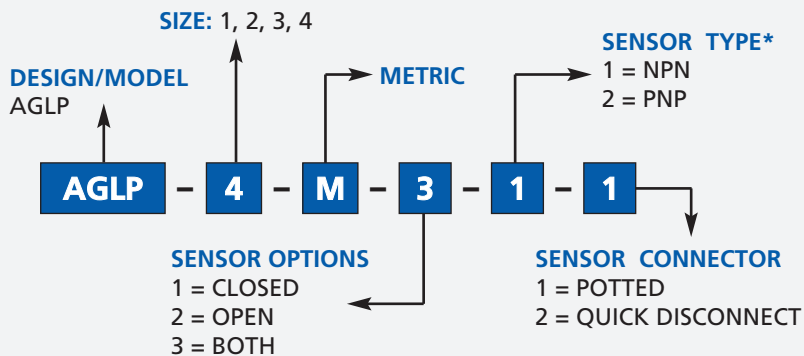 SIZE: 1, 2, 3, 4
DESIGN/MODEL
AGLP
METRIC
SENSOR TYPE*
1 = NPN
2 = PNP
AGLP - 4 - M - 3 - 1 - 1
SENSOR OPTIONS
1 = CLOSED
2 = OPEN
3 = BOTH
SENSOR CONNECTOR
1 = POTTED
2 = QUICK DISCONNECT